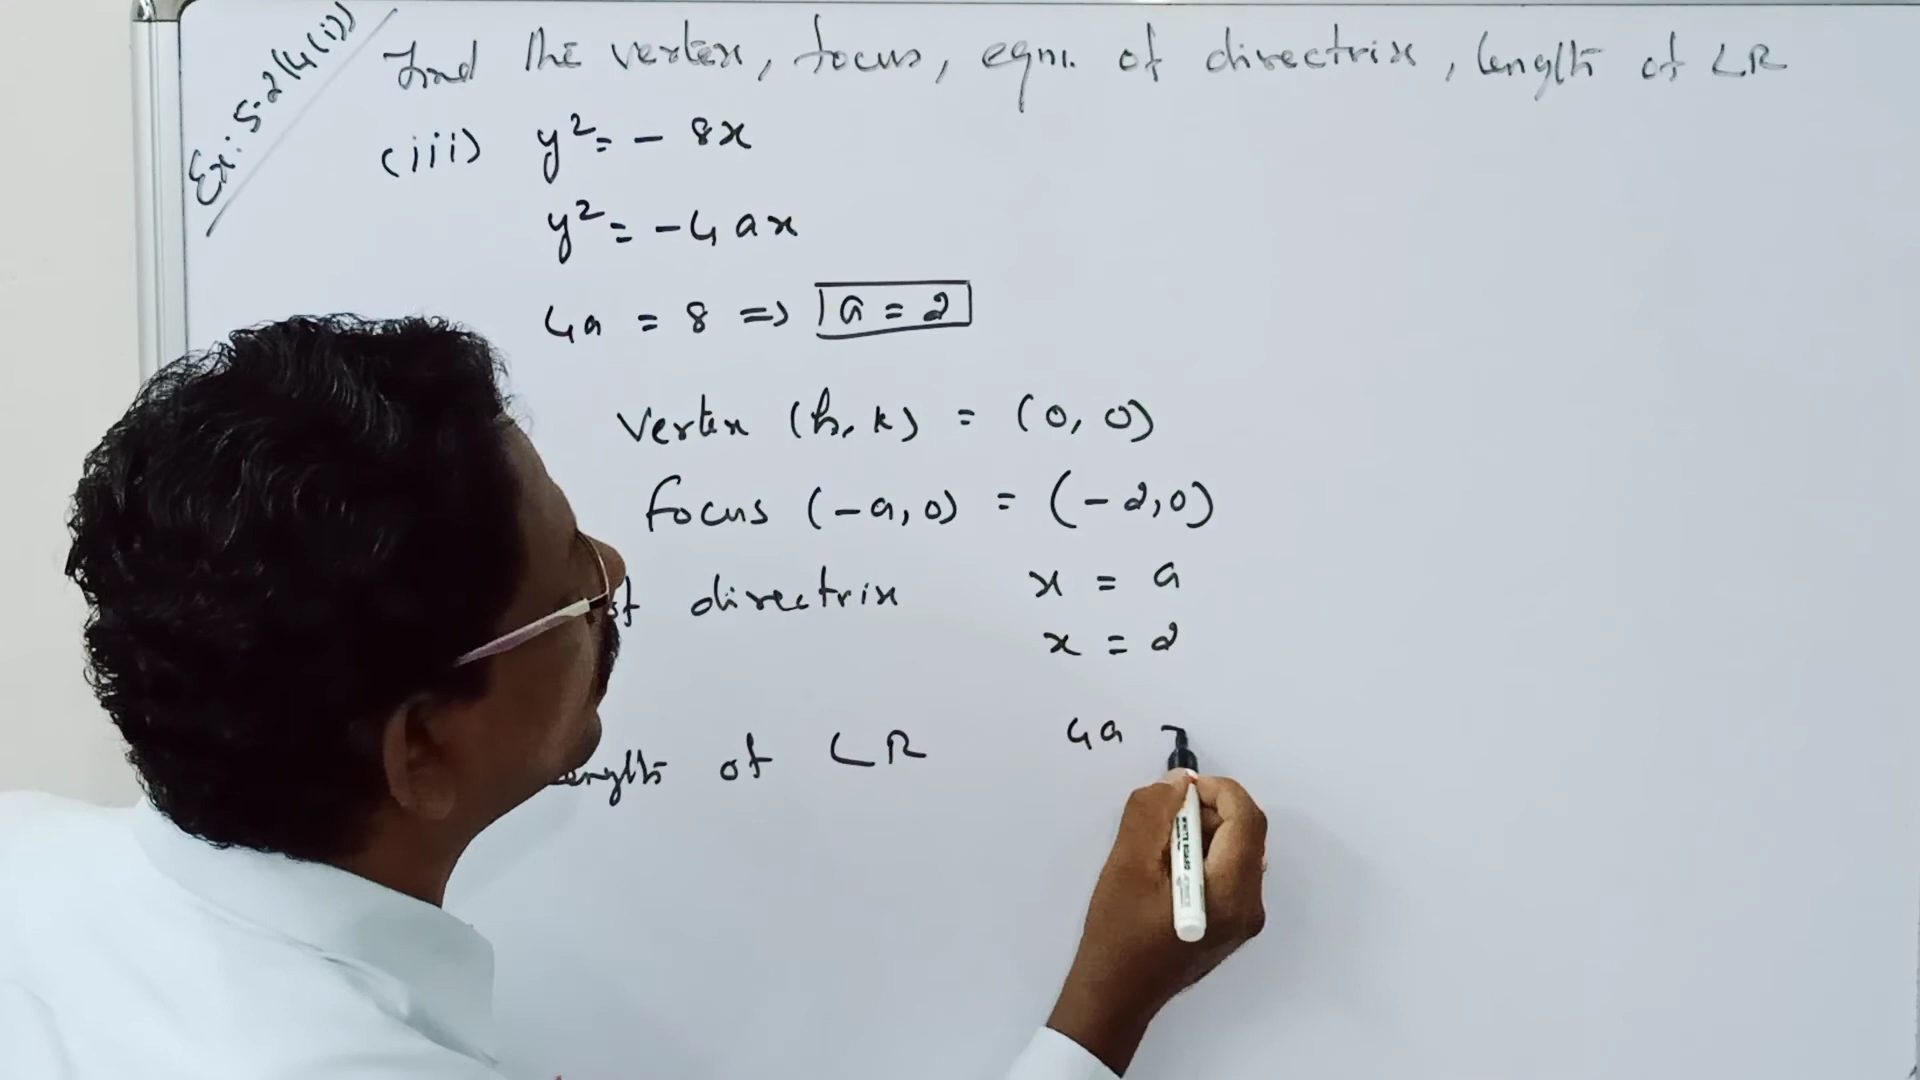 Ex: 5.2(4(i))
Find the vertex, focus, eqn. of directrix, length of LR
(iii) y² = - 8x
y² = -4ax
4a = 8 => a = 2
Vertex (h, k) = (0, 0)
focus (-a, 0) = (-2, 0)
of directrix x = a
x = 2
length of LR 4a